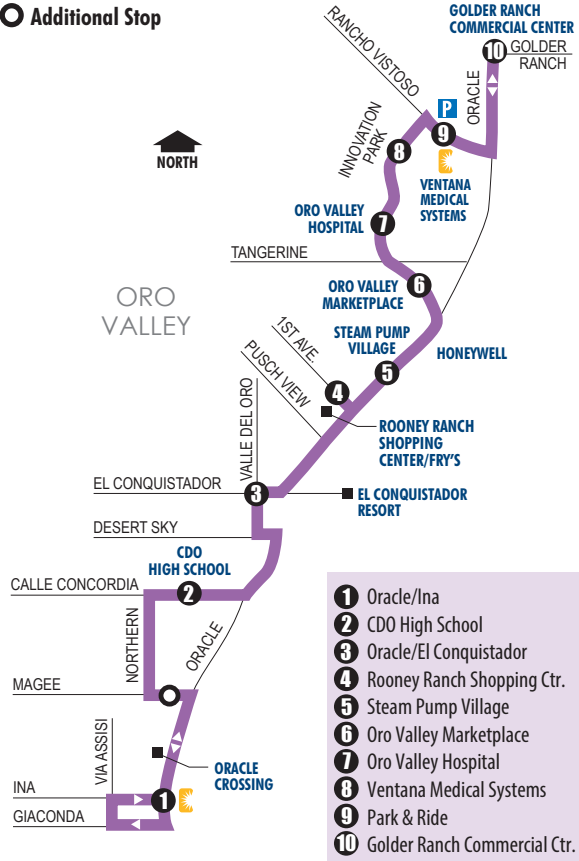 Additional Stop
GOLDER RANCH
COMMERCIAL CENTER
RANCHO VISTOSO
10
GOLDER
RANCH
ORACLE
P
9
INNOVATION
PARK
8
NORTH
VENTANA
MEDICAL
SYSTEMS
ORO VALLEY
HOSPITAL
7
TANGERINE
6
ORO VALLEY
MARKETPLACE
ORO
VALLEY
STEAM PUMP
VILLAGE
1ST AVE.
HONEYWELL
PUSCH VIEW
5
4
VALLE DEL ORO
ROONEY RANCH
SHOPPING
CENTER/FRY'S
EL CONQUISTADOR
3
EL CONQUISTADOR
RESORT
DESERT SKY
CDO
HIGH SCHOOL
CALLE CONCORDIA
2
NORTHERN
ORACLE
MAGEE
VIA ASSISI
ORACLE
CROSSING
INA
1
GIACONDA
1 Oracle/Ina
2 CDO High School
3 Oracle/El Conquistador
4 Rooney Ranch Shopping Ctr.
5 Steam Pump Village
6 Oro Valley Marketplace
7 Oro Valley Hospital
8 Ventana Medical Systems
9 Park & Ride
10 Golder Ranch Commercial Ctr.